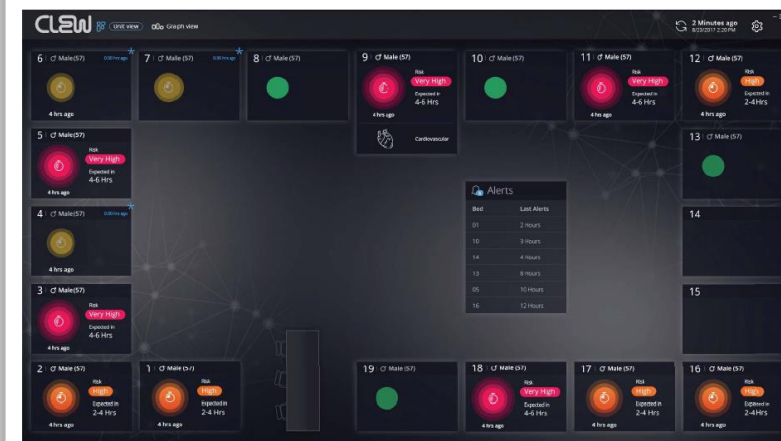 CLEW Unit view Graph view 2 Minutes ago
8/23/2017 2:20 PM
6 Male(57) 0:30 hrs ago
4 hrs ago
7 Male (57) 0:30 hrs ago
8 Male (57)
9 Male (57)
Risk
Very High
Expected in
4-6 Hrs
4 hrs ago
Cardiovascular
10 Male (57)
11 Male (57)
Risk
Very High
Expected in
4-6 Hrs
4 hrs ago
12 Male (57)
Risk
High
Expected in
2-4 Hrs
4 hrs ago
5 Male(57)
Risk
Very High
Expected in
4-6 Hrs
4 hrs ago
13 Male (57)
4 Male(57) 0:30 hrs ago
4 hrs ago
Alerts
Bed Last Alerts
01 2 Hours
10 3 Hours
14 4 Hours
13 8 Hours
05 10 Hours
16 12 Hours
14
3 Male(57)
Risk
Very High
Expected in
4-6 Hrs
4 hrs ago
15
2 Male (57)
Risk
High
Expected in
2-4 Hrs
4 hrs ago
1 Male (57)
Risk
High
Expected in
2-4 Hrs
4 hrs ago
19 Male (57)
18 Male (57)
Risk
Very High
Expected in
4-6 Hrs
4 hrs ago
17 Male (57)
Risk
High
Expected in
2-4 Hrs
4 hrs ago
16 Male (57)
Risk
High
Expected in
2-4 Hrs
4 hrs ago